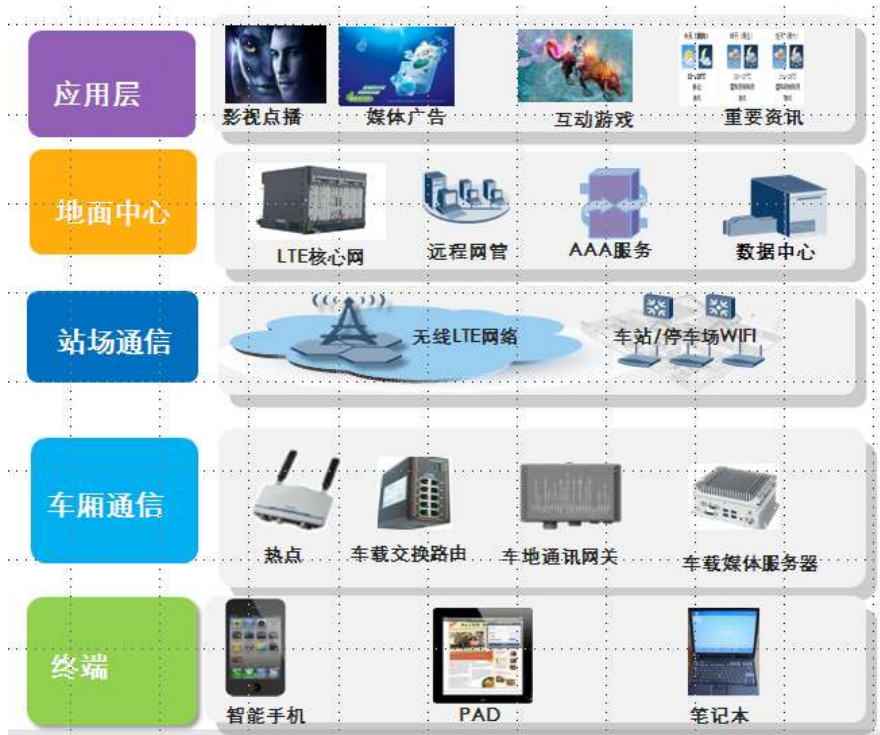 应用层
影视点播
媒体广告
互动游戏
重要资讯
地面中心
LTE核心网
远程网管
AAA服务
数据中心
站场通信
无线LTE网络
车站/停车场WIFI
车厢通信
热点
车载交换路由
车地通讯网关
车载媒体服务器
终端
智能手机
PAD
笔记本